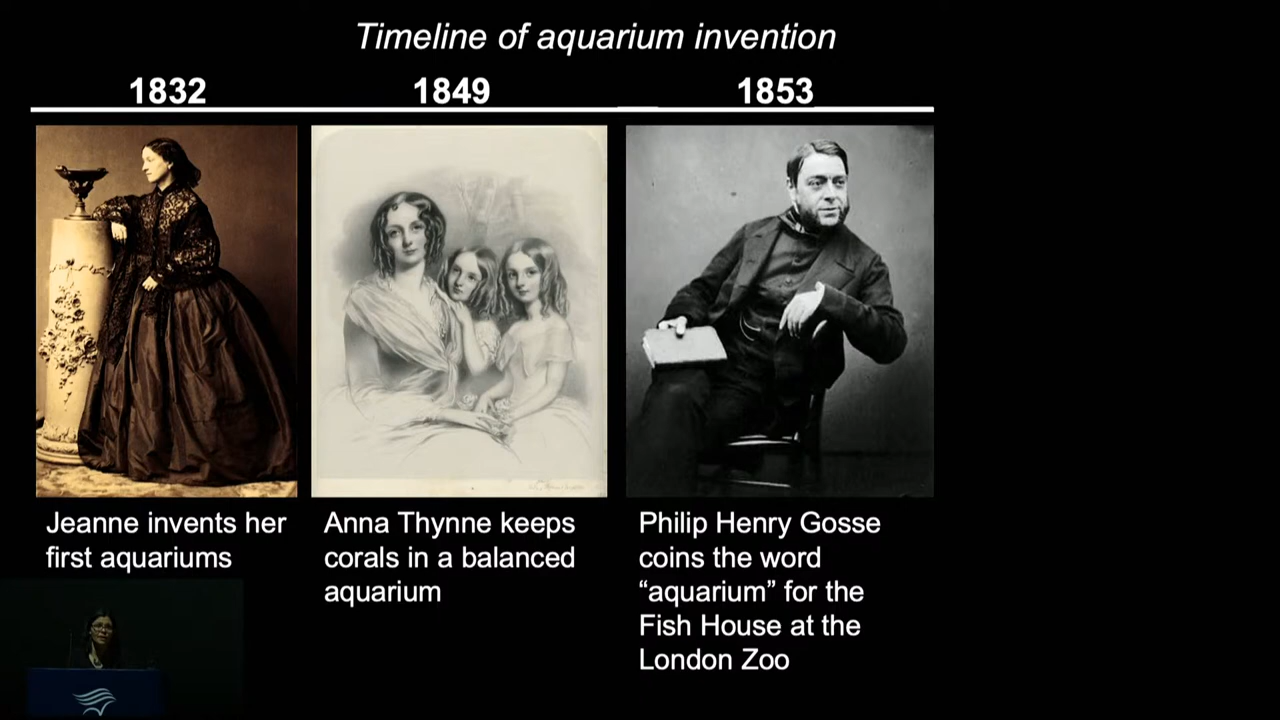 Timeline of aquarium invention
1832
1849
1853
Jeanne invents her
first aquariums
Anna Thynne keeps
corals in a balanced
aquarium
Philip Henry Gosse
coins the word
“aquarium” for the
Fish House at the
London Zoo